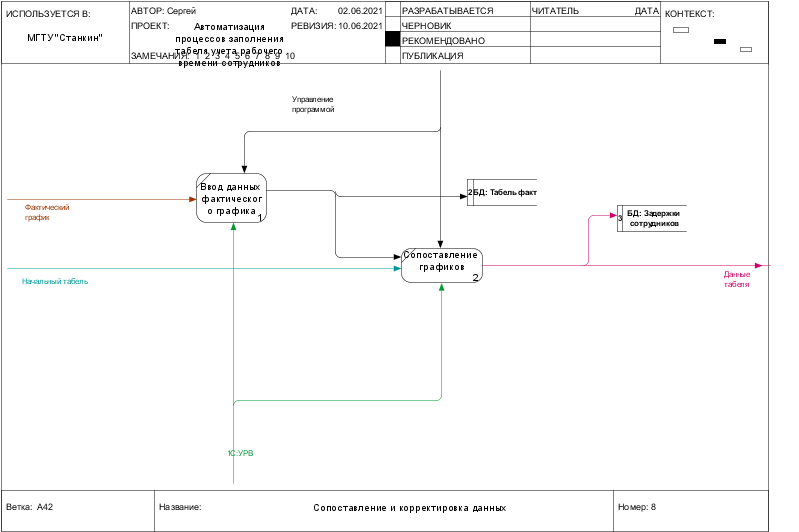 ИСПОЛЬЗУЕТСЯ В:
МГТУ"Станкин"
АВТОР: Сергей
ДАТА: 02.06.2021
ПРОЕКТ: Автоматизация
процессов заполнения
табеля учета рабочего
времени сотрудников
РЕВИЗИЯ: 10.06.2021
ЗАМЕЧАНИЯ: 1 2 3 4 5 6 7 8 9 10
РАЗРАБАТЫВАЕТСЯ
ЧЕРНОВИК
РЕКОМЕНДОВАНО
ПУБЛИКАЦИЯ
ЧИТАТЕЛЬ ДАТА
КОНТЕКСТ:
Управление
программой
Ввод данных
фактическог
о графика
1
2 БД: Табель факт
Фактический
график
3
БД: Задержки
сотрудников
Сопоставление
графиков
2
Начальный табель
Данные
табеля
1С:УРВ
Ветка: A42
Название: Сопоставление и корректировка данных
Номер: 8